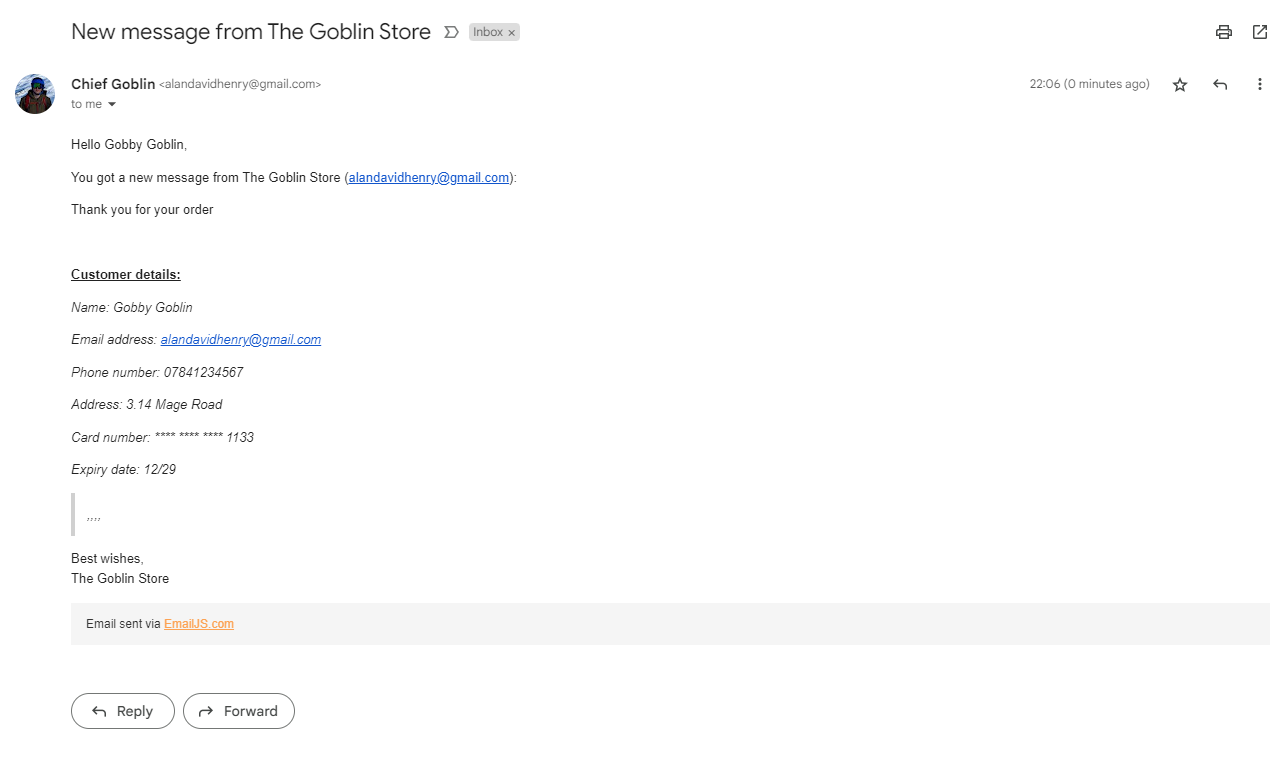 New message from The Goblin Store
Inbox ×
Chief Goblin <alandavidhenry@gmail.com>
22:06 (0 minutes ago)
to me
Hello Gobby Goblin,
You got a new message from The Goblin Store (alandavidhenry@gmail.com):
Thank you for your order
Customer details:
Name: Gobby Goblin
Email address: alandavidhenry@gmail.com
Phone number: 07841234567
Address: 3.14 Mage Road
Card number: **** **** **** 1133
Expiry date: 12/29
,,,,
Best wishes,
The Goblin Store
Email sent via EmailJS.com
Reply
Forward